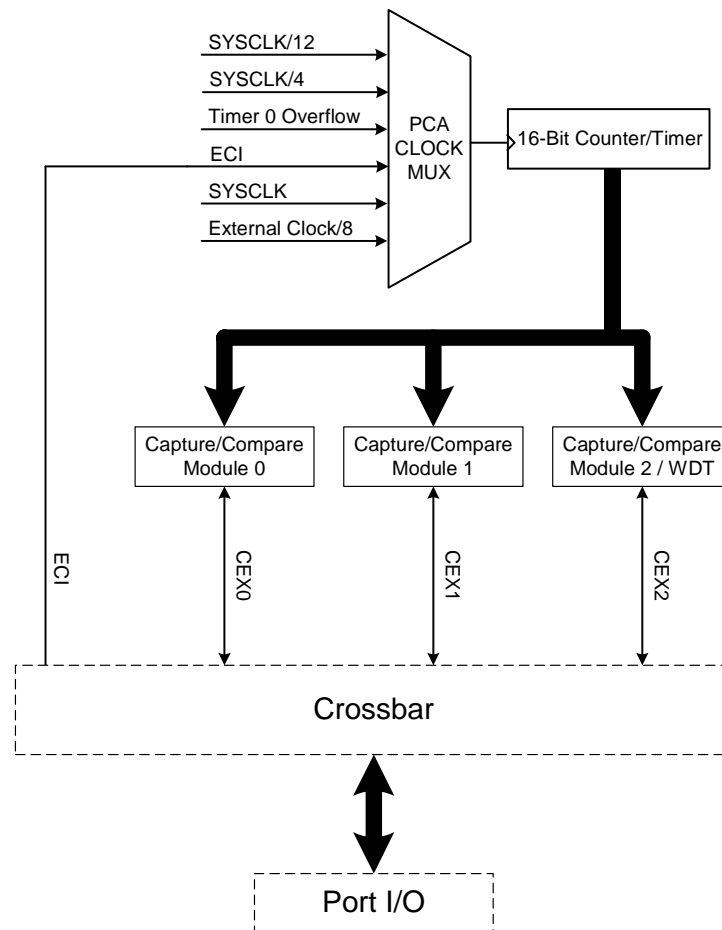 SYSCLK/12
SYSCLK/4
Timer 0 Overflow
ECI
SYSCLK
External Clock/8
PCA
CLOCK
MUX
16-Bit Counter/Timer
Capture/Compare
Module 0
Capture/Compare
Module 1
Capture/Compare
Module 2 / WDT
ECI
CEX0
CEX1
CEX2
Crossbar
Port I/O